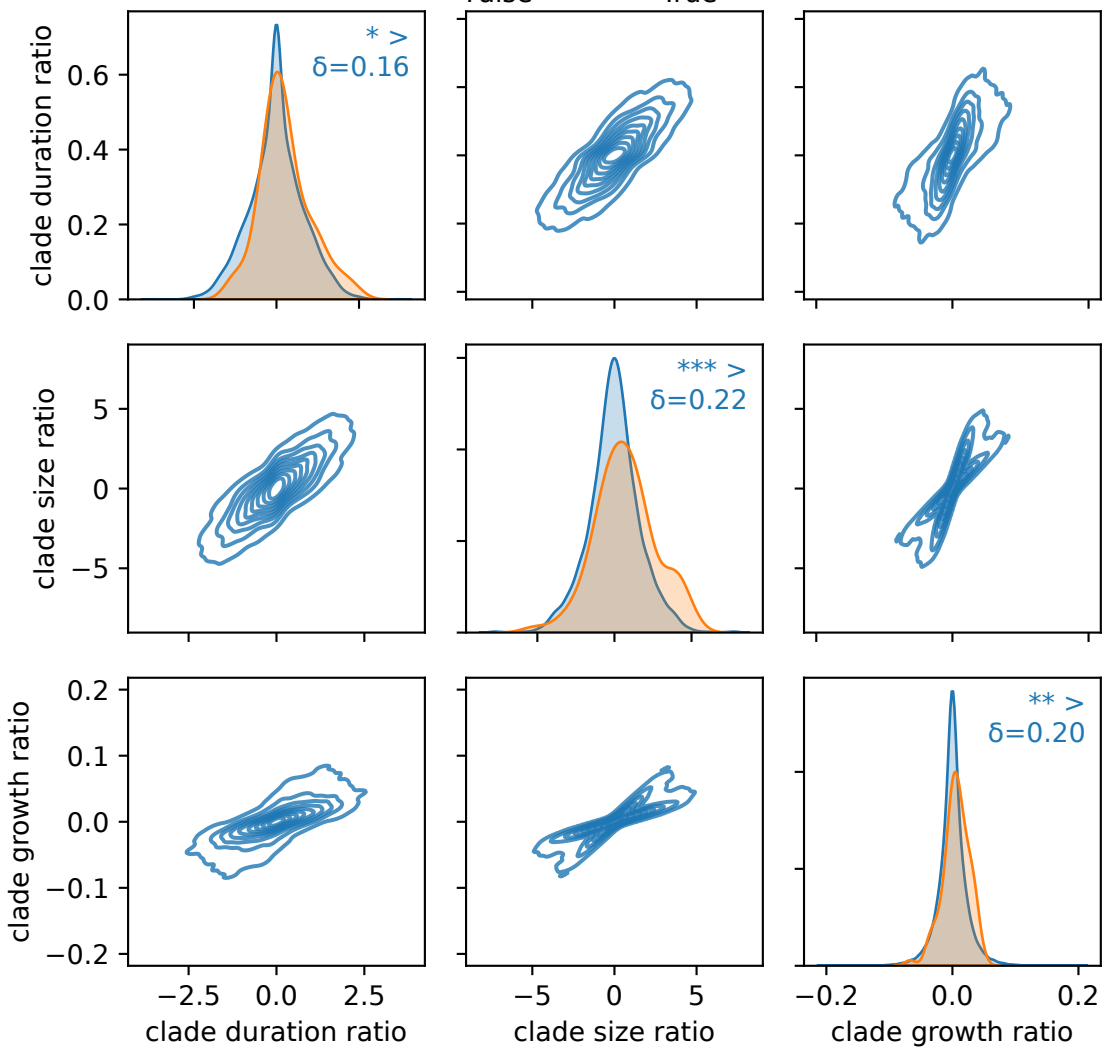 True
clade duration ratio
0.6
0.4
0.2
0.0
* >
δ=0.16
clade size ratio
5
0
−5
*** >
δ=0.22
clade growth ratio
0.2
0.1
0.0
−0.1
−0.2
** >
δ=0.20
−2.5 0.0 2.5
−5 0 5
−0.2 0.0 0.2
clade duration ratio
clade size ratio
clade growth ratio